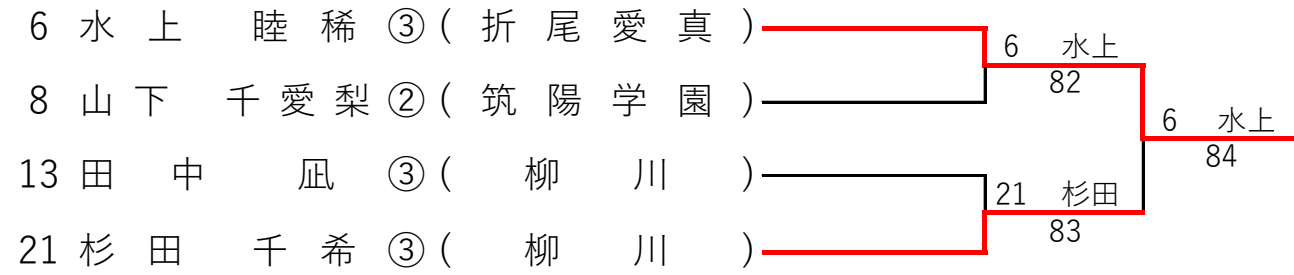 6 水上 睦稀 ③ ( 折尾愛真 )
6 水上
82
8 山下 千愛梨 ② ( 筑陽学園 )
6 水上
84
13 田中 凪 ③ ( 柳川 )
21 杉田
83
21 杉田 千希 ③ ( 柳川 )